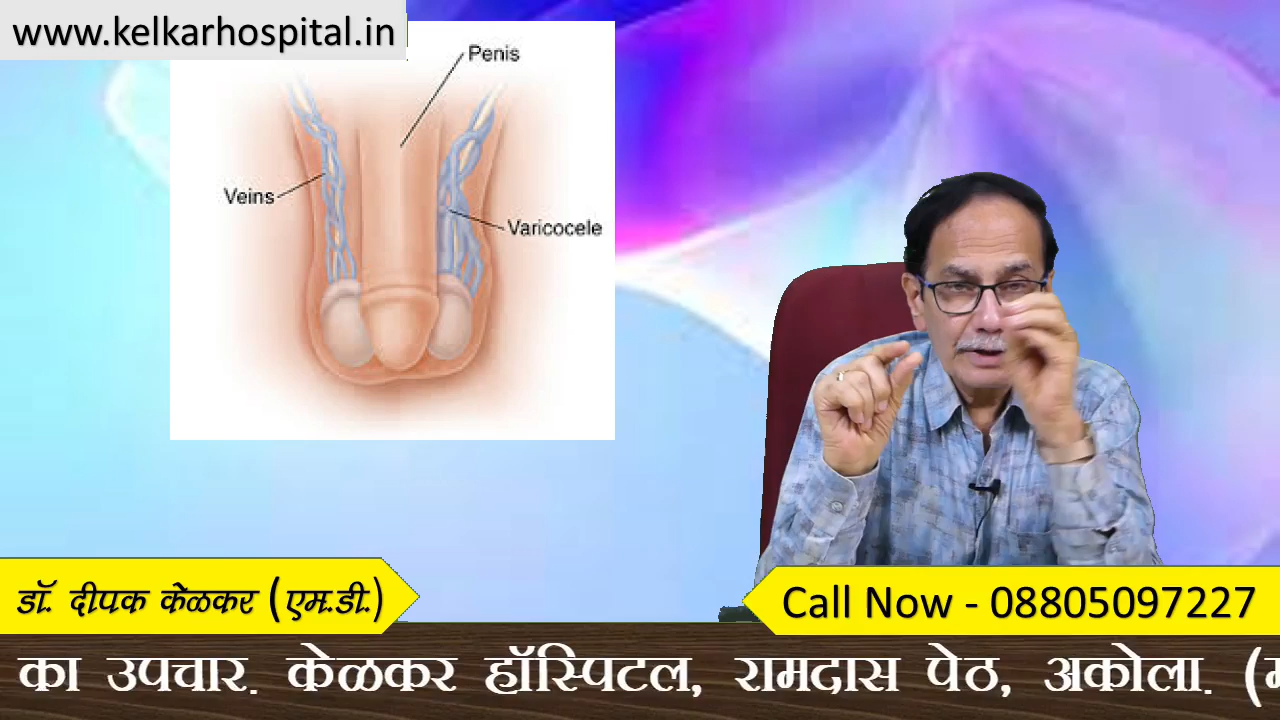 www.kelkarhospital.in
Penis
Veins
Varicocele
डॉ. दीपक केळकर (एम.डी.)
Call Now - 08805097227
का उपचार. केळकर हॉस्पिटल, रामदास पेठ, अकोला. (